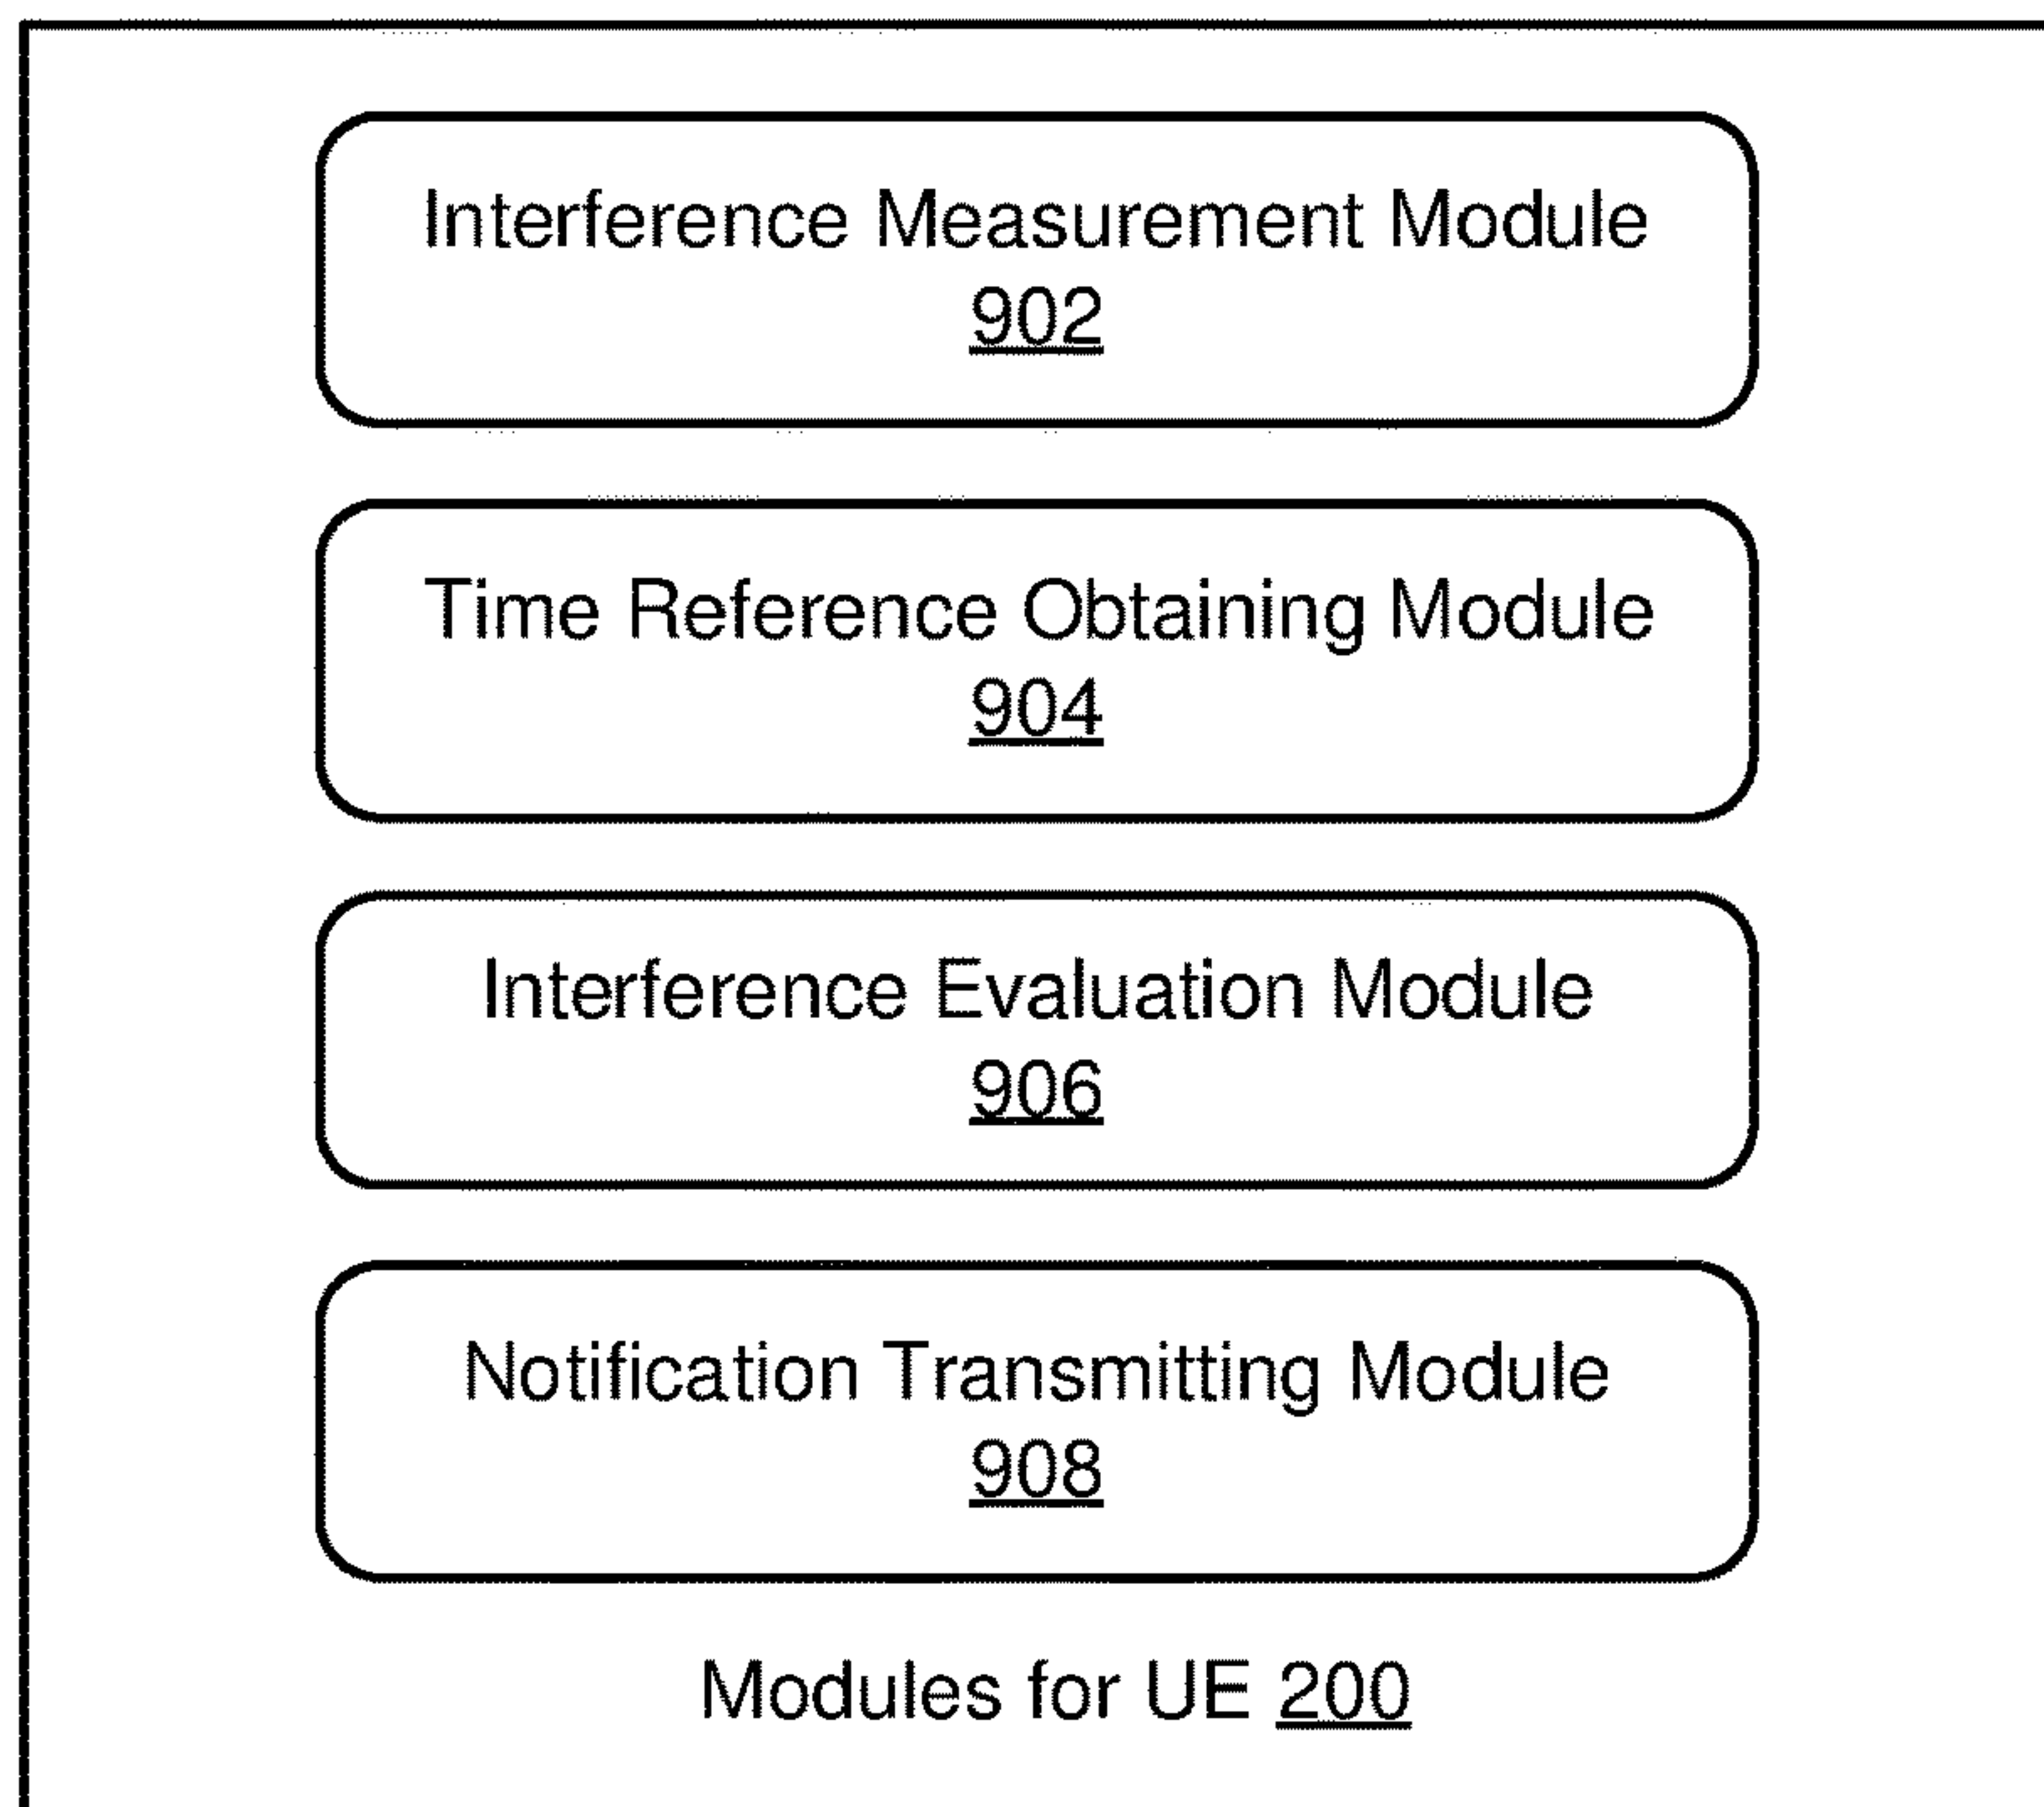 Interference Measurement Module
902
Time Reference Obtaining Module
904
Interference Evaluation Module
906
Notification Transmitting Module
908
Modules for UE 200